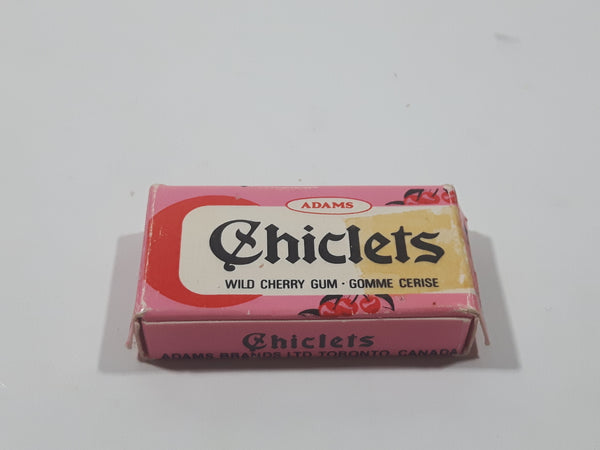 ADAMS
Chiclets
WILD CHERRY GUM · GOMME CERISE
Chiclets
ADAMS BRANDS LTD TORONTO, CANADA